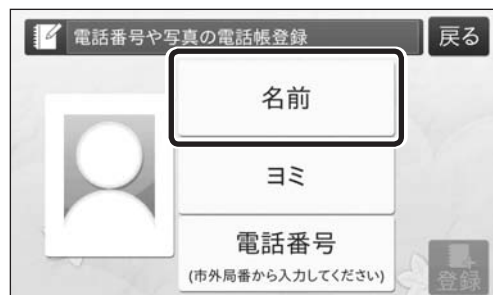 電話番号や写真の電話帳登録
戻る
名前
ヨミ
電話番号
(市外局番から入力してください)
登録